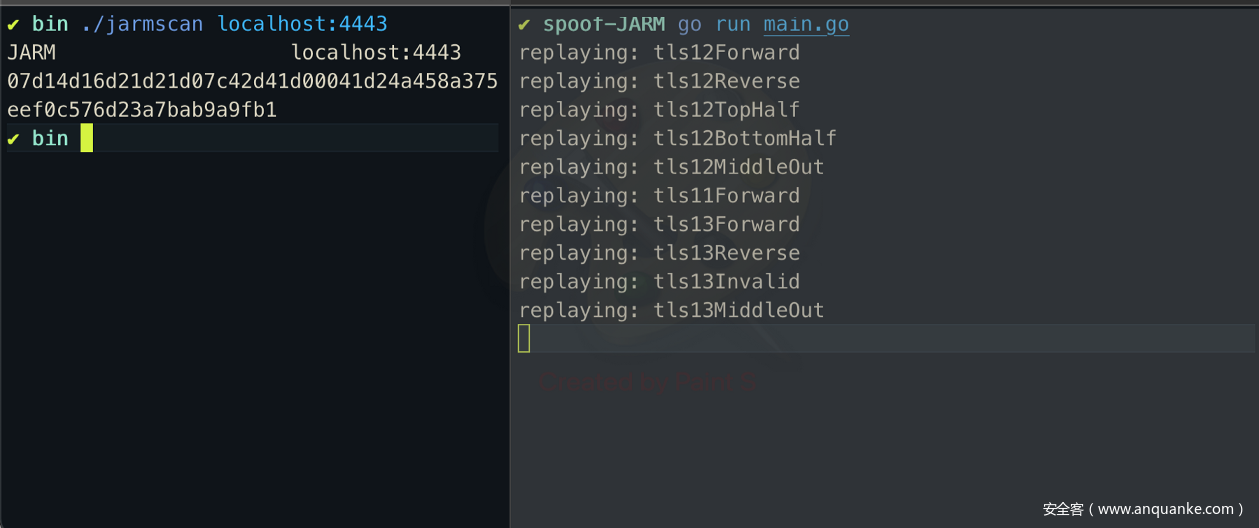 ✔ bin ./jarmscan localhost:4443
JARM localhost:4443
07d14d16d21d21d07c42d41d00041d24a458a375
eef0c576d23a7bab9a9fb1
✔ bin
✔ spoof-JARM go run main.go
replaying: tls12Forward
replaying: tls12Reverse
replaying: tls12TopHalf
replaying: tls12BottomHalf
replaying: tls12MiddleOut
replaying: tls11Forward
replaying: tls13Forward
replaying: tls13Reverse
replaying: tls13Invalid
replaying: tls13MiddleOut
安全客（www.anquanke.com）